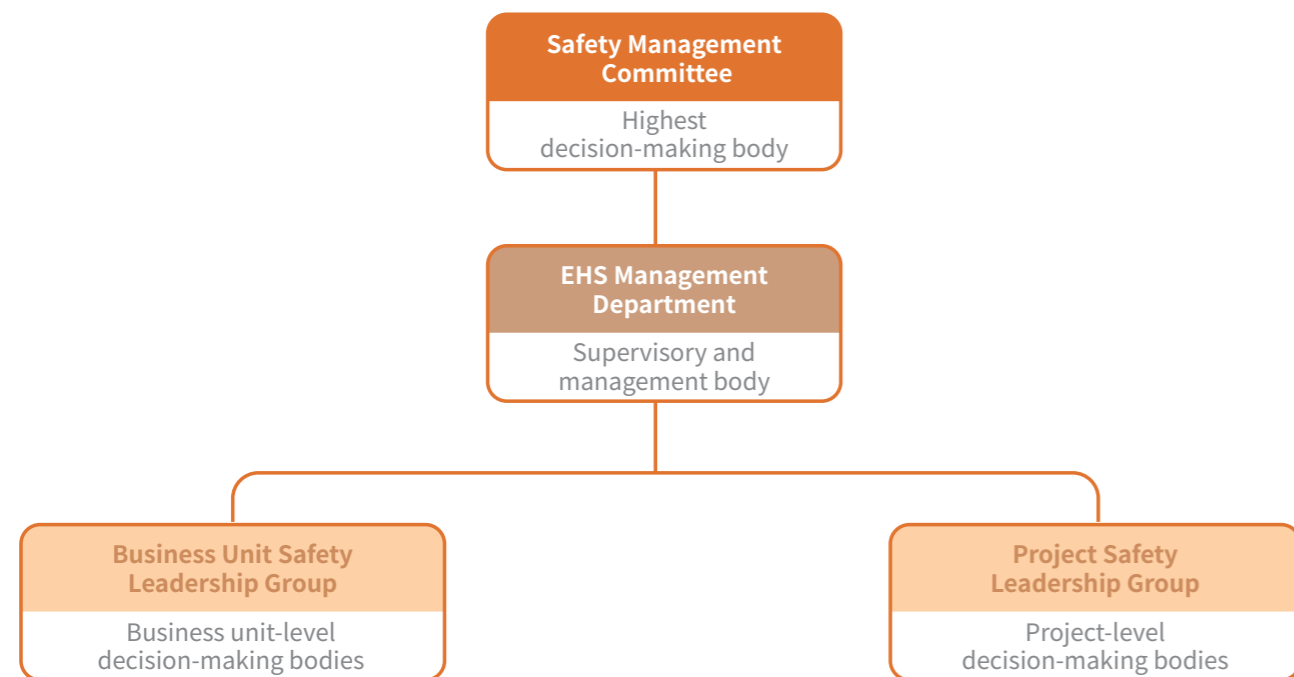 Safety Management
Committee
Highest
decision-making body
EHS Management
Department
Supervisory and
management body
Business Unit Safety
Leadership Group
Business unit-level
decision-making bodies
Project Safety
Leadership Group
Project-level
decision-making bodies